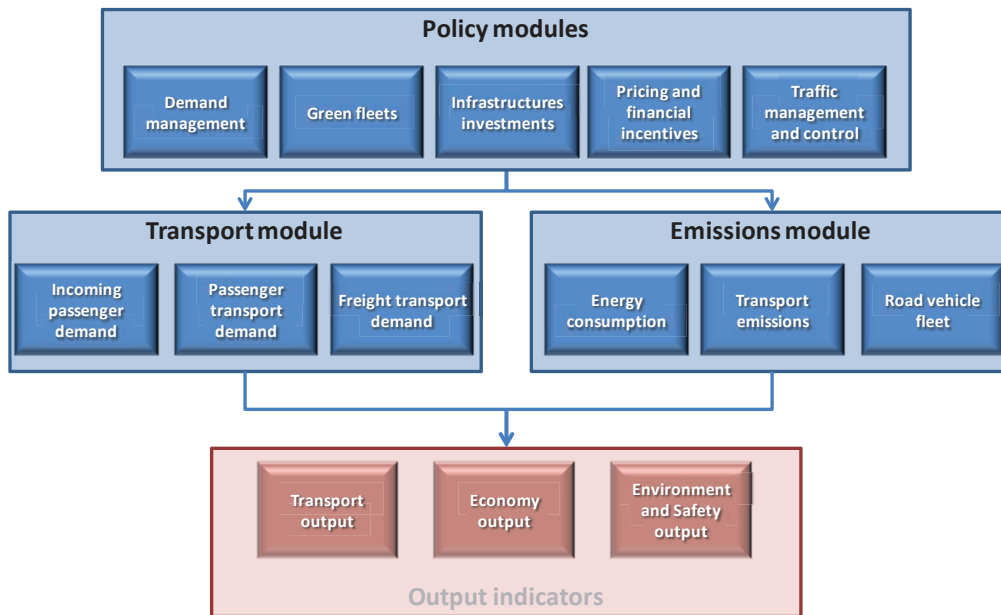 Policy modules
Demand
management
Green fleets
Infrastructures
investments
Pricing and
financial
incentives
Traffic
management
and control
Transport module
Incoming
passenger
demand
Passenger
transport
demand
Freight transport
demand
Emissions module
Energy
consumption
Transport
emissions
Road vehicle
fleet
Transport
output
Economy
output
Environment
and Safety
output
Output indicators